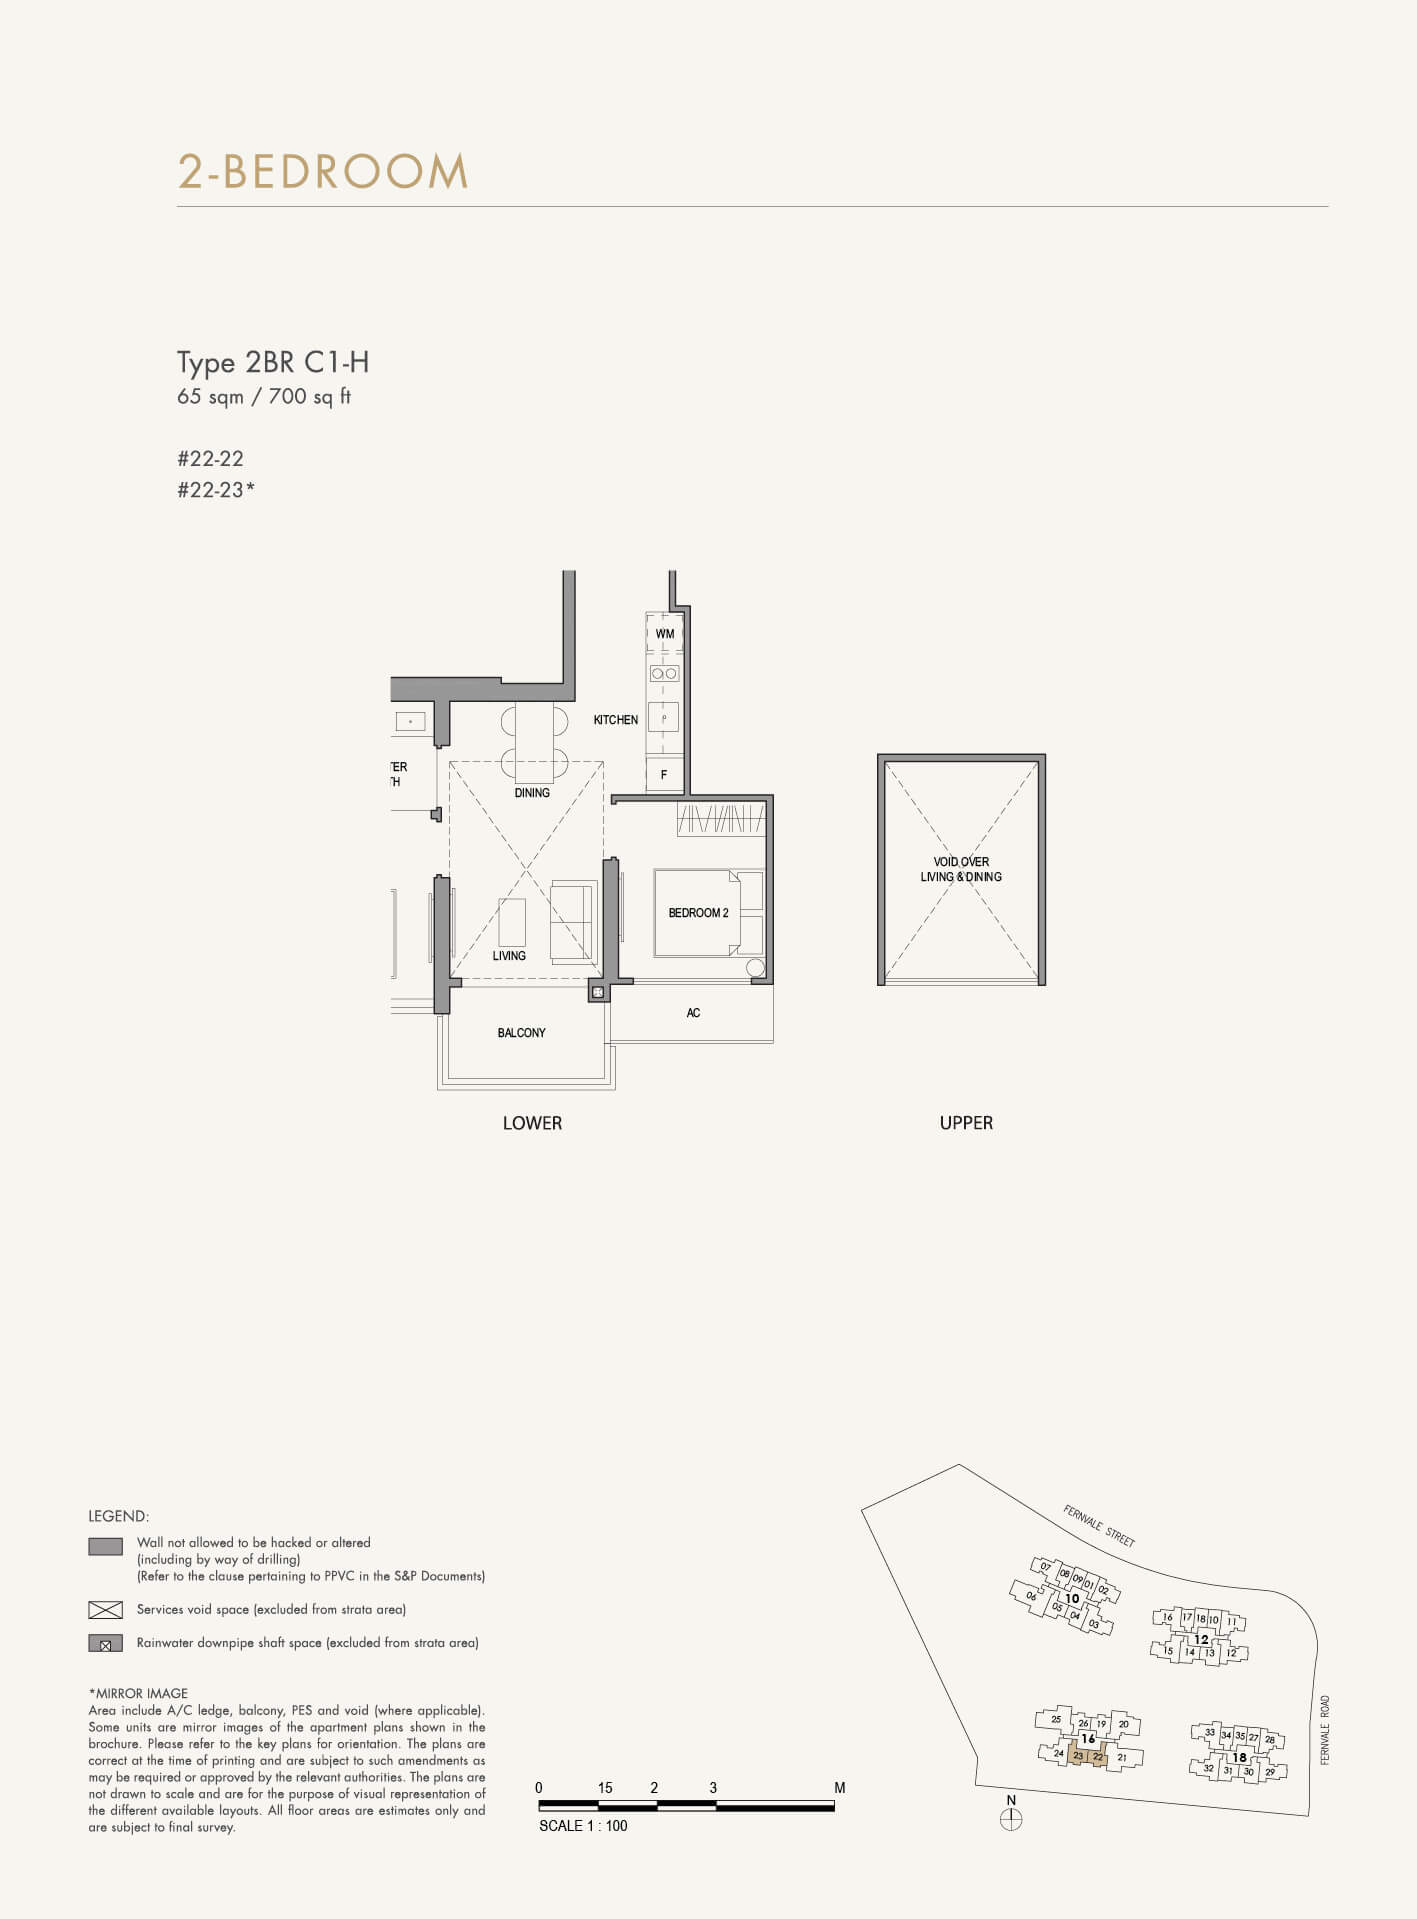 2-BEDROOM
Type 2BR C1-H
65 sqm / 700 sq ft
#22-22
#22-23*
WM
KITCHEN
F
TER
TH
DINING
BEDROOM 2
LIVING
AC
BALCONY
LOWER
VOID OVER
LIVING & DINING
UPPER
LEGEND:
Wall not allowed to be hacked or altered
(including by way of drilling)
(Refer to the clause pertaining to PPVC in the S&P Documents)
Services void space (excluded from strata area)
Rainwater downpipe shaft space (excluded from strata area)
*MIRROR IMAGE
Area include A/C ledge, balcony, PES and void (where applicable).
Some units are mirror images of the apartment plans shown in the
brochure. Please refer to the key plans for orientation. The plans are
correct at the time of printing and are subject to such amendments as
may be required or approved by the relevant authorities. The plans are
not drawn to scale and are for the purpose of visual representation of
the different available layouts. All floor areas are estimates only and
are subject to final survey.
0 15 2 3 M
SCALE 1 : 100
FERNVALE STREET
07 08 09 01 02
10
06 05 04 03
16 17 18 10 11
12
15 14 13 12
25 26 19 20
16
24 23 22 21
33 34 35 27 28
18
32 31 30 29
FERNVALE ROAD
N